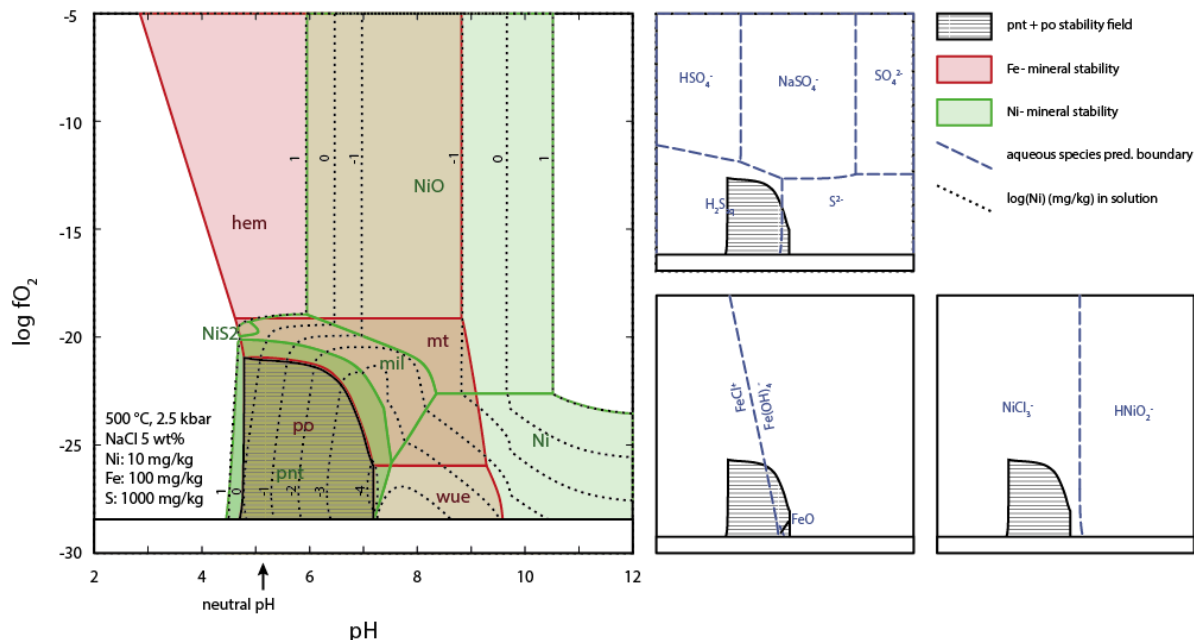 -5
-10
-15
-20
-25
-30
log fO2
2
4
6
8
10
12
neutral pH
pH
hem
NiO
NiS2
mt
mil
po
pnt
Ni
wue
1
0
-1
-1
0
1
1
0
-1
-2
-3
-4
500 °C, 2.5 kbar
NaCl 5 wt%
Ni: 10 mg/kg
Fe: 100 mg/kg
S: 1000 mg/kg
HSO4-
NaSO4-
SO42-
H2S
S2-
pnt + po stability field
Fe- mineral stability
Ni- mineral stability
aqueous species pred. boundary
log(Ni) (mg/kg) in solution
FeCl+
Fe(OH)4-
FeO
NiCl3-
HNiO2-